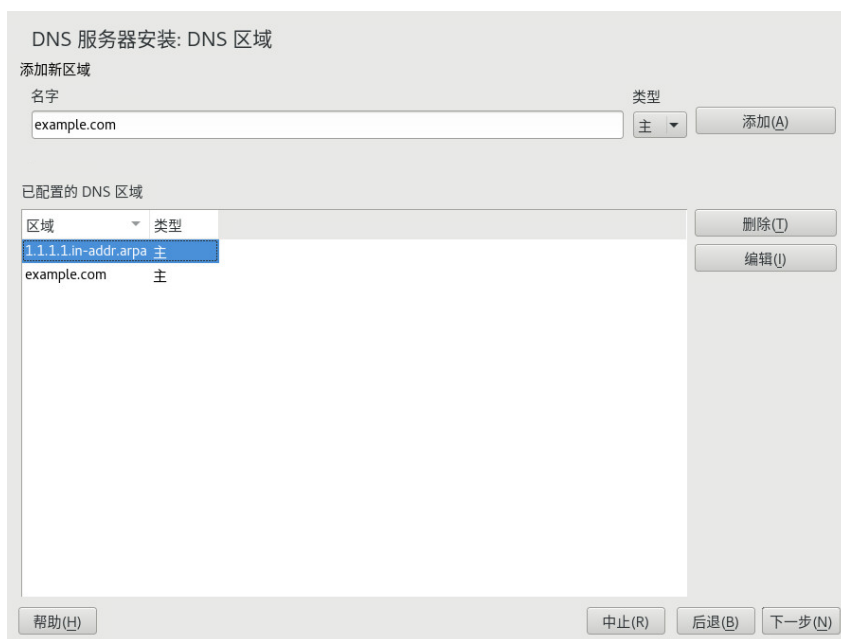 DNS 服务器安装: DNS 区域
添加新区域
名字
类型
example.com
主
添加(A)
已配置的 DNS 区域
区域 类型
删除(T)
1.1.1.1.in-addr.arpa 主
编辑(I)
example.com 主
帮助(H)
中止(R)
后退(B)
下一步(N)